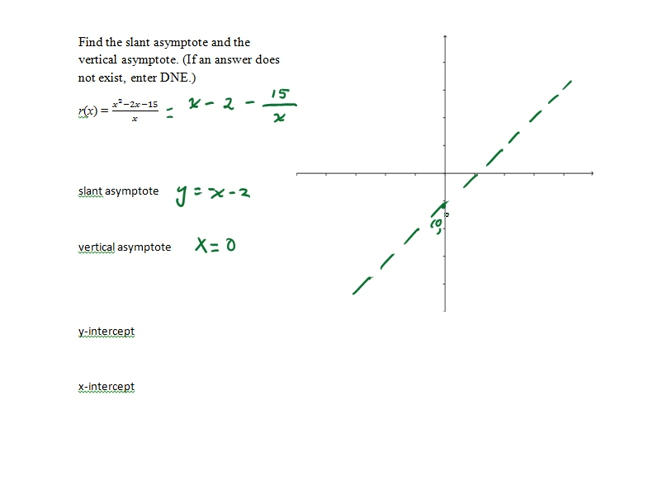 Find the slant asymptote and the
vertical asymptote. (If an answer does
not exist, enter DNE.)
r(x) = x²−2x−15 / x = x − 2 − 15 / x
slant asymptote y = x − 2
(0,
vertical asymptote x = 0
y-intercept
x-intercept